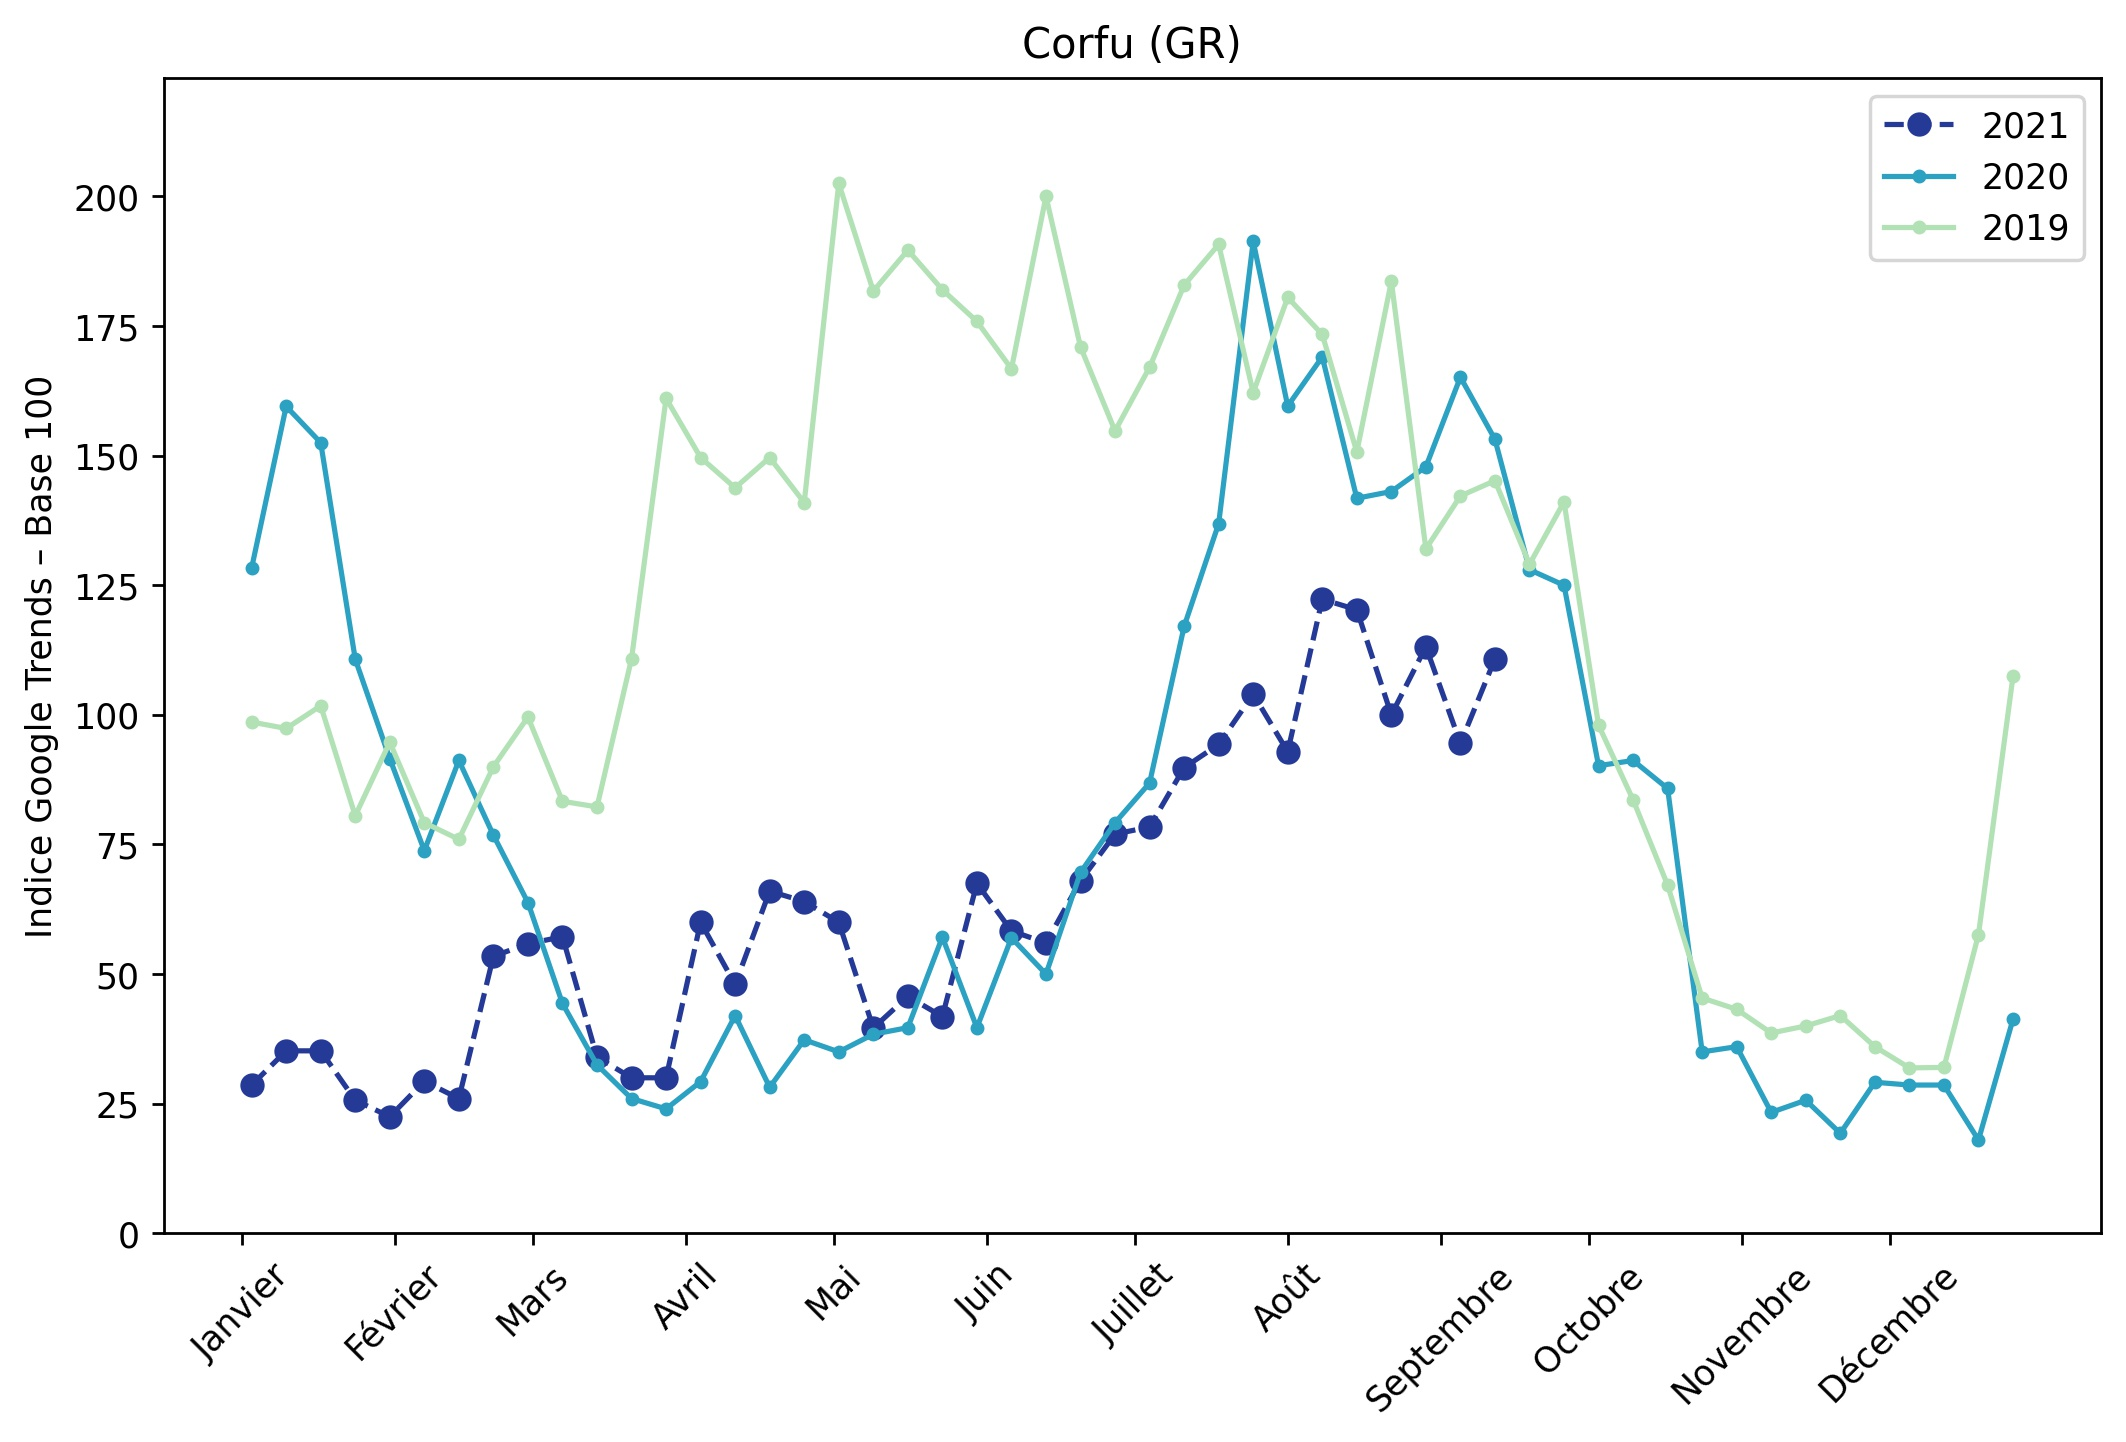 Corfu (GR)
2021
2020
2019
Indice Google Trends – Base 100
200
175
150
125
100
75
50
25
0
Janvier
Février
Mars
Avril
Mai
Juin
Juillet
Août
Septembre
Octobre
Novembre
Décembre